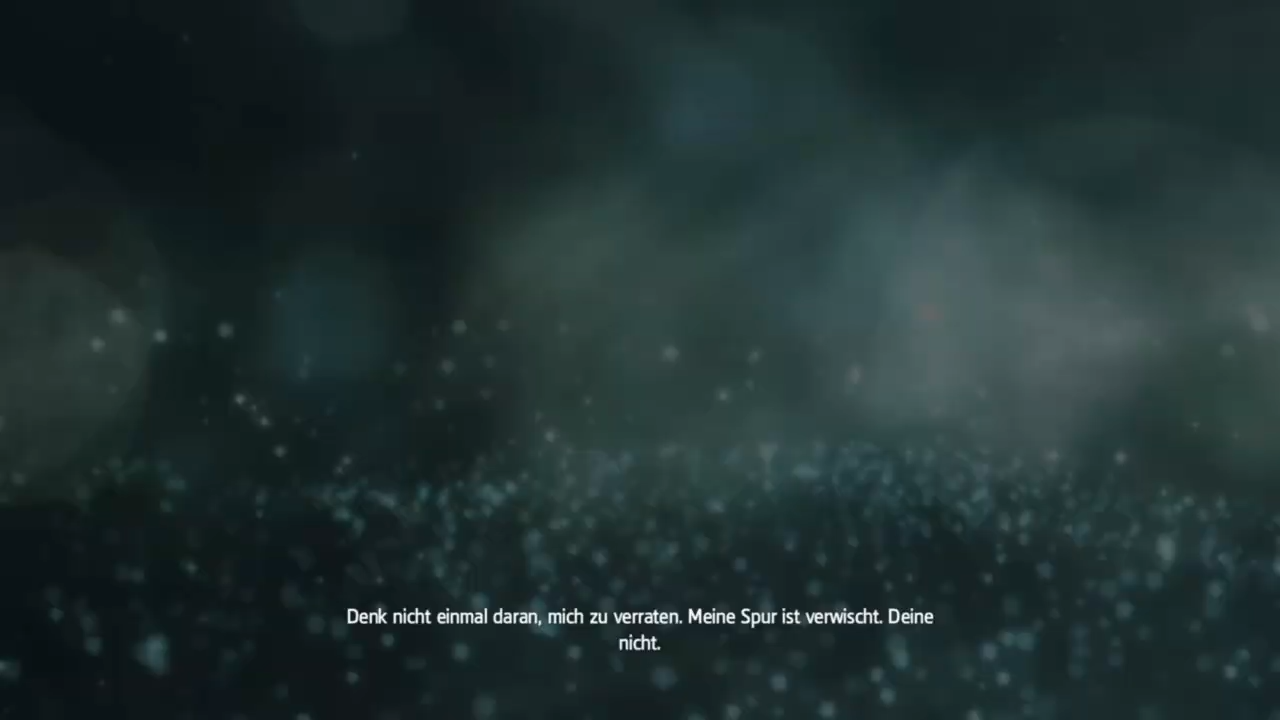 Denk nicht einmal daran, mich zu verraten. Meine Spur ist verwischt. Deine
nicht.